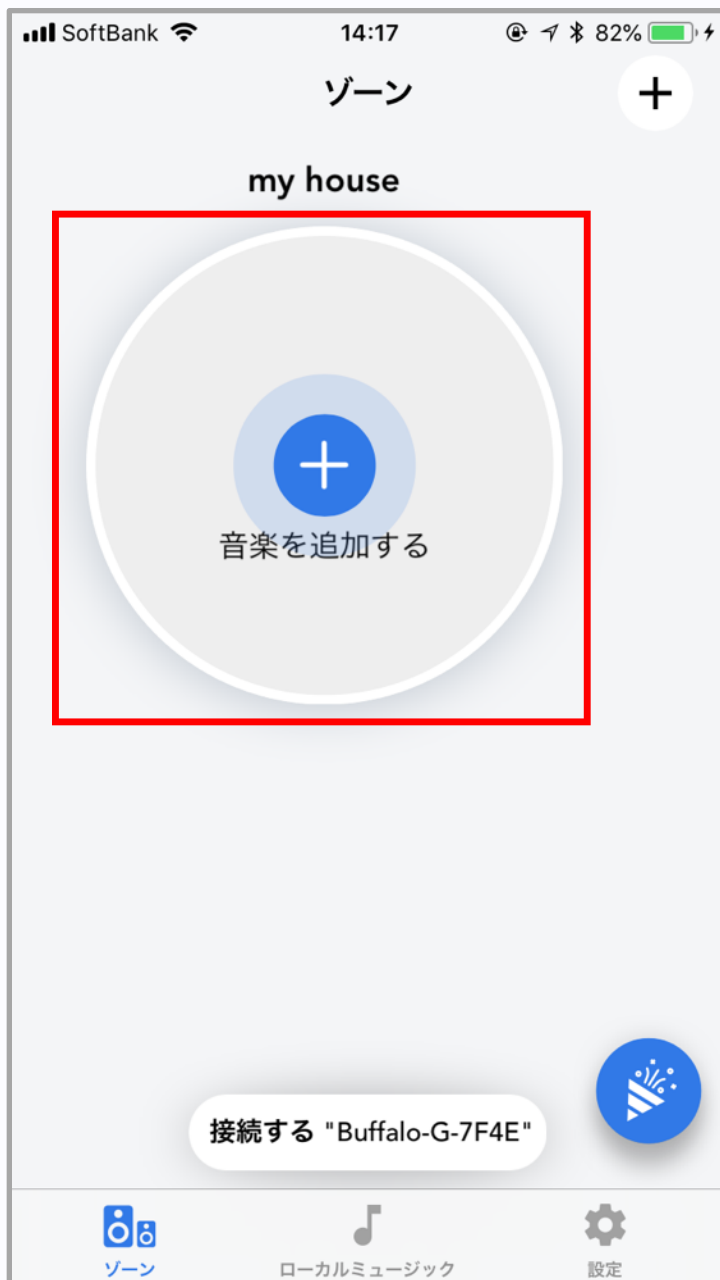 SoftBank 14:17 82%
ゾーン
my house
音楽を追加する
接続する "Buffalo-G-7F4E"
ゾーン ローカルミュージック 設定